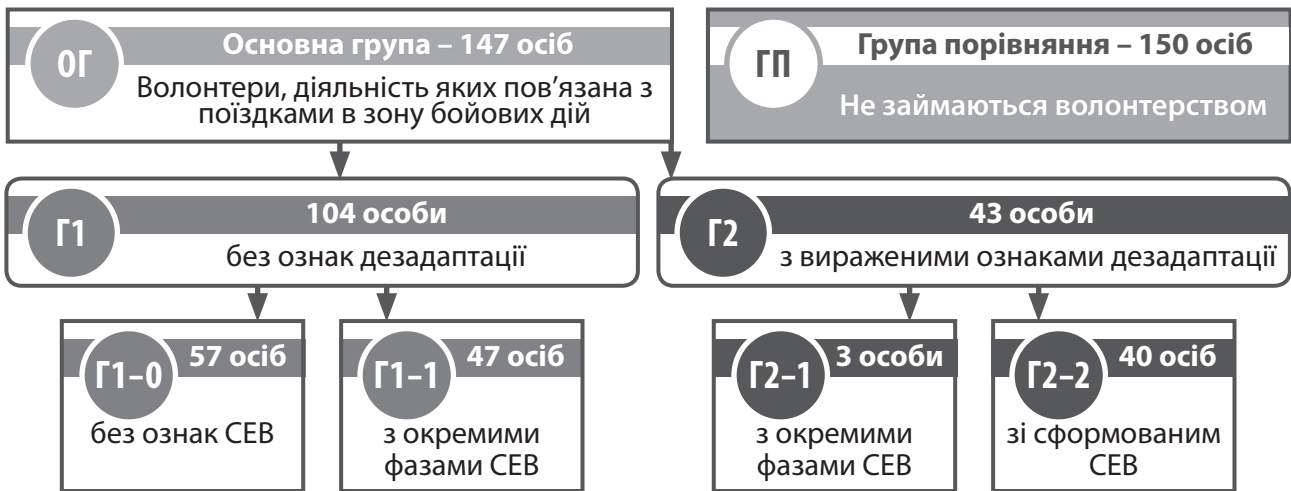 ОГ
Основна група – 147 осіб
Волонтери, діяльність яких пов'язана з
поїздками в зону бойових дій
ГП
Група порівняння – 150 осіб
Не займаються волонтерством
Г1
104 особи
без ознак дезадаптації
Г2
43 особи
з вираженими ознаками дезадаптації
Г1–0
57 осіб
без ознак СЕВ
Г1–1
47 осіб
з окремими
фазами СЕВ
Г2–1
3 особи
з окремими
фазами СЕВ
Г2–2
40 осіб
зі сформованим
СЕВ